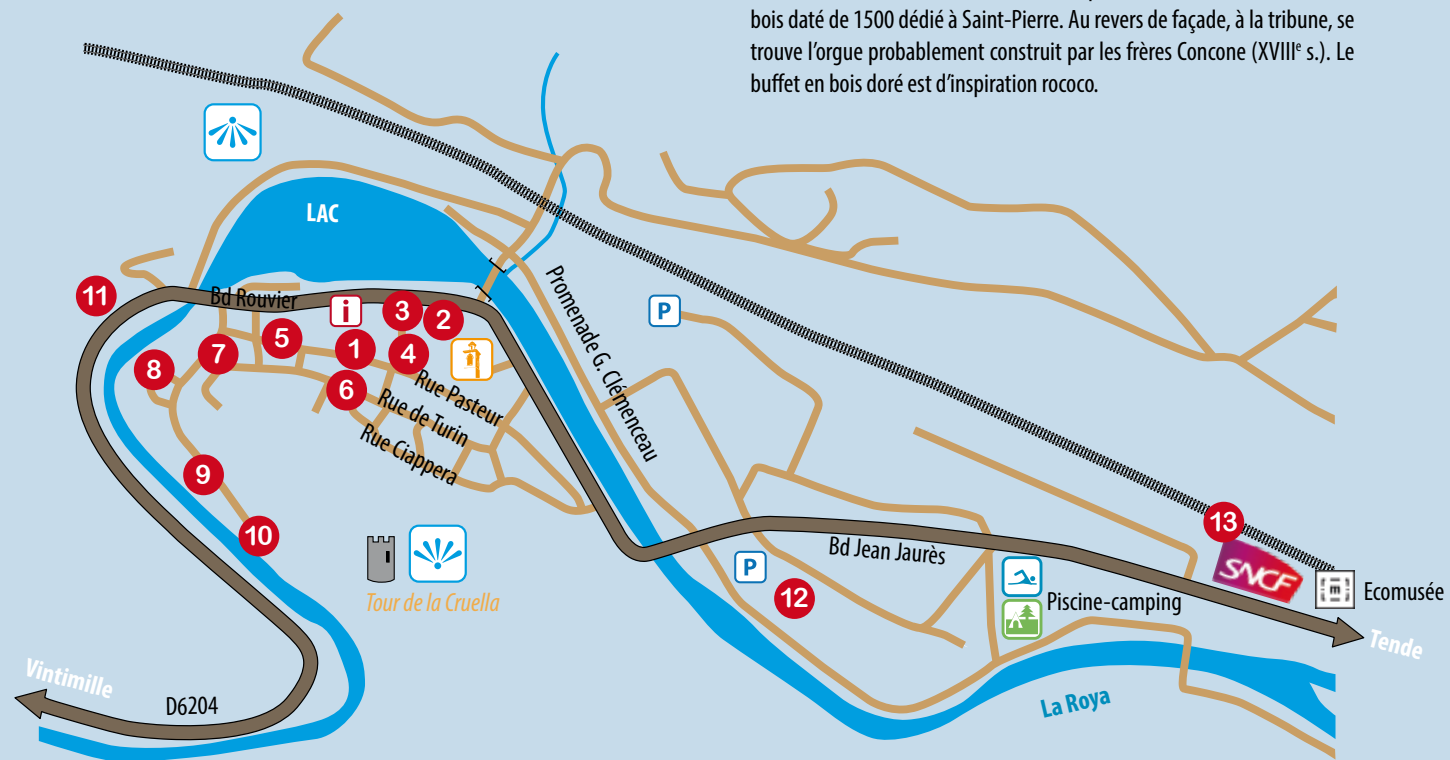 bois daté de 1500 dédié à Saint-Pierre. Au revers de façade, à la tribune, se
trouve l’orgue probablement construit par les frères Concone (XVIIIᵉ s.). Le
buffet en bois doré est d’inspiration rococo.
LAC
Bd Rouvier
11
i
3
2
5
1
4
7
8
6
Rue Pasteur
Rue de Turin
Rue Ciappera
Promenade G. Clémenceau
P
9
10
Tour de la Cruella
13
SNCF
m
Ecomusée
Bd Jean Jaurès
P
12
Piscine-camping
Tende
Vintimille
D6204
La Roya